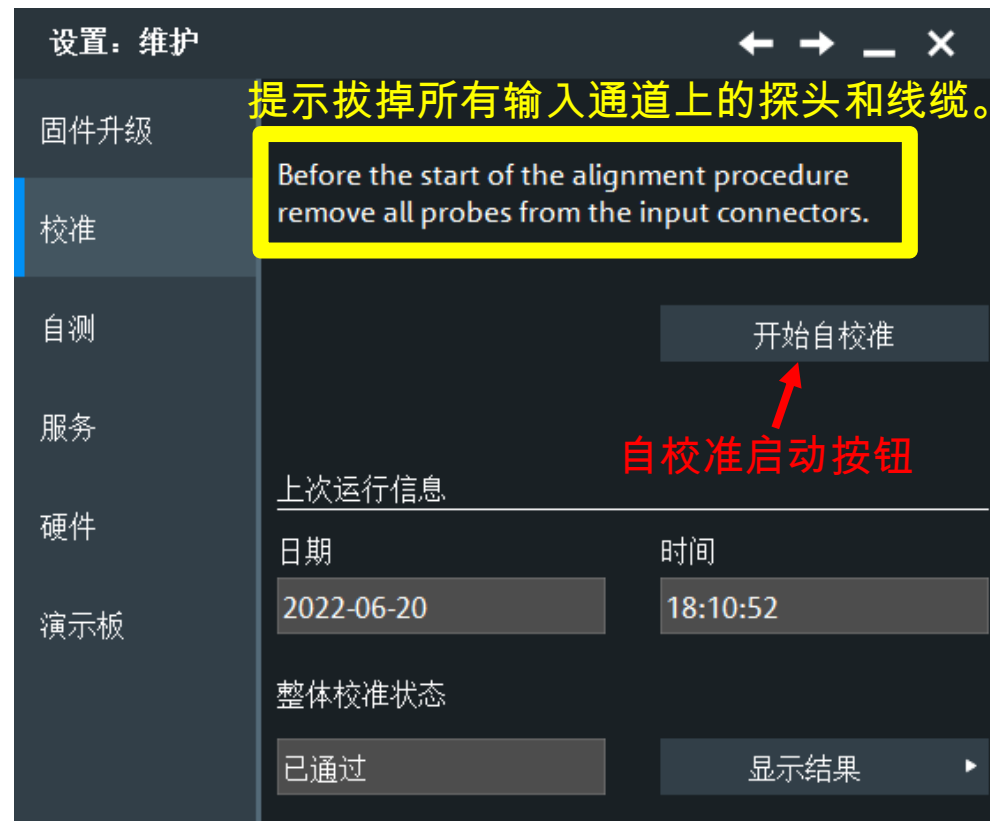 设置：维护
固件升级
校准
自测
服务
硬件
演示板
提示拔掉所有输入通道上的探头和线缆。
Before the start of the alignment procedure
remove all probes from the input connectors.
开始自校准
自校准启动按钮
上次运行信息
日期
时间
2022-06-20
18:10:52
整体校准状态
已通过
显示结果